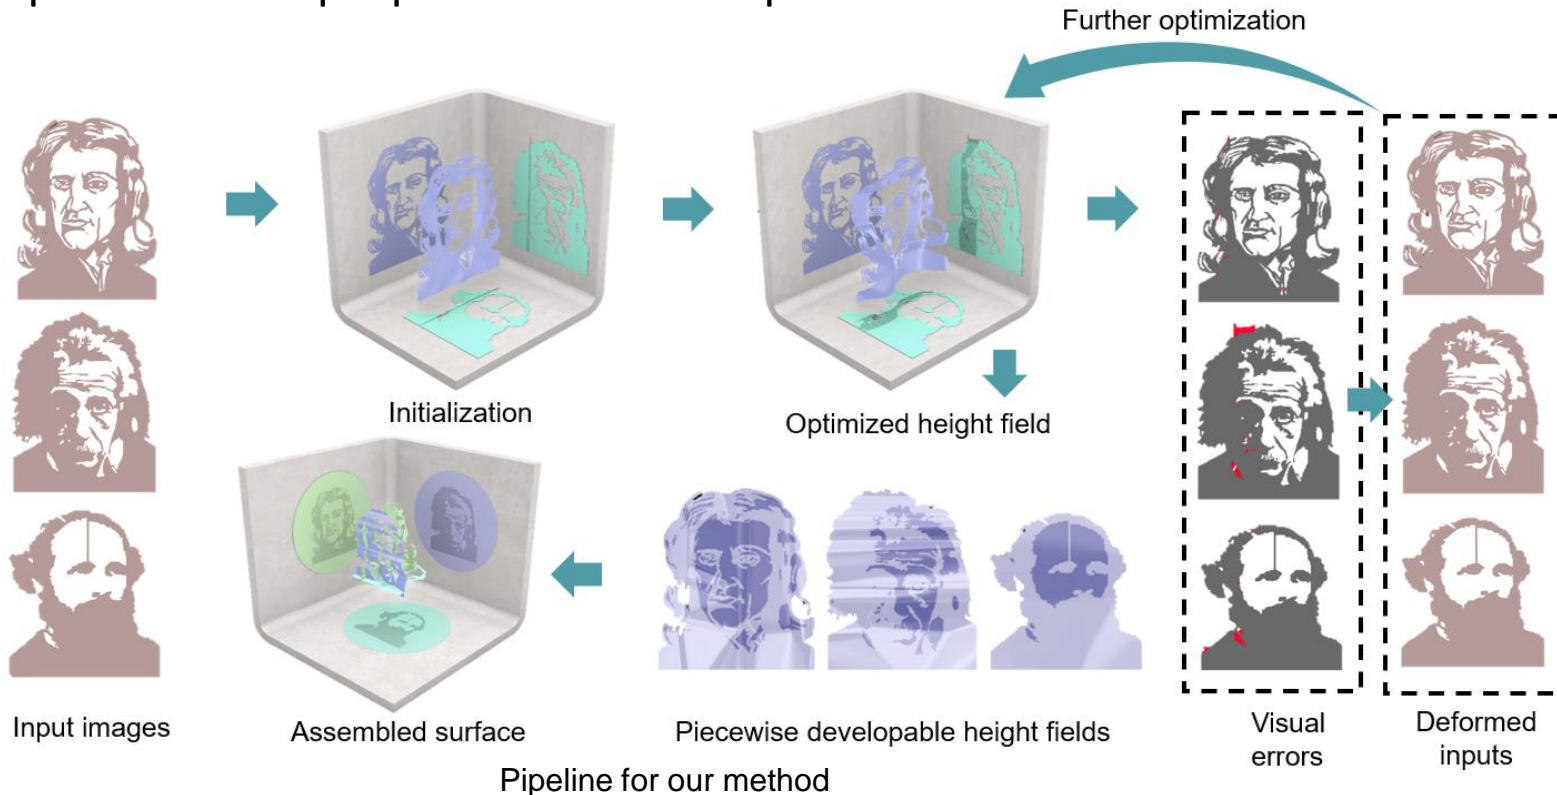 Further optimization
Initialization
Optimized height field
Input images
Assembled surface
Piecewise developable height fields
Visual
errors
Deformed
inputs
Pipeline for our method